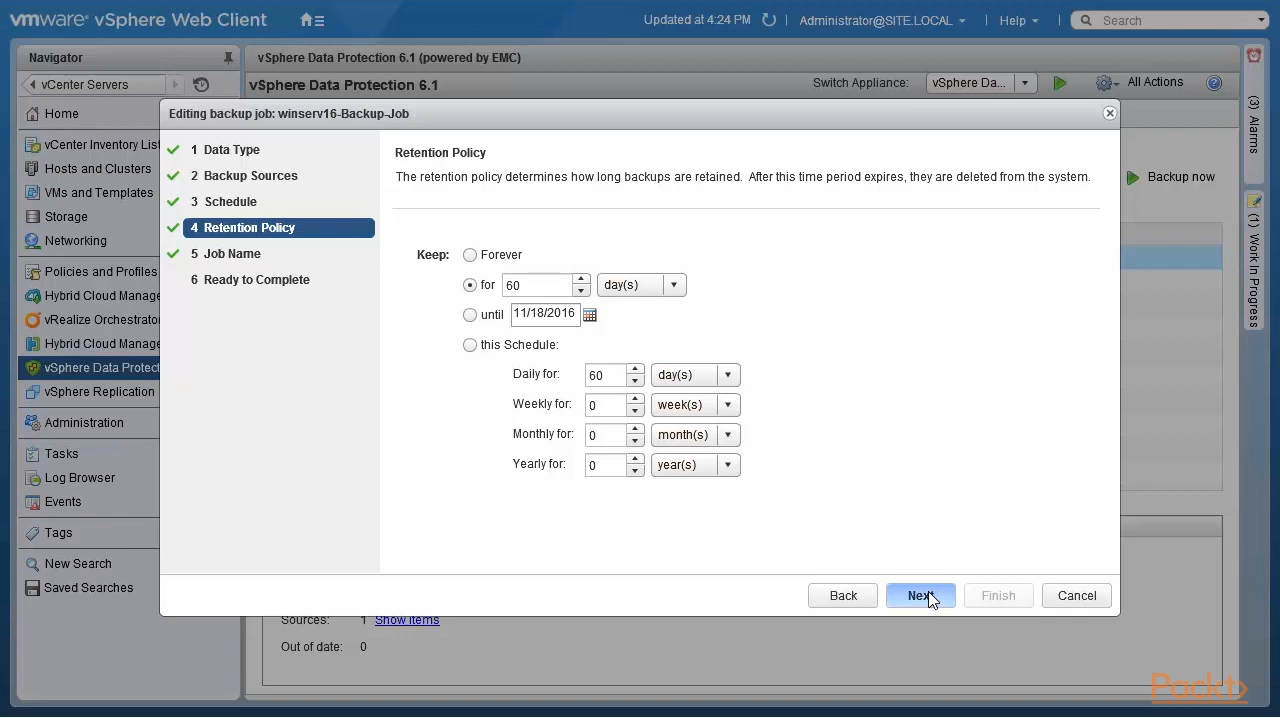 vmware® vSphere Web Client
Updated at 4:24 PM
Administrator@SITE.LOCAL
Help
Search
Navigator
vCenter Servers
Home
vCenter Inventory List
Hosts and Clusters
VMs and Templates
Storage
Networking
Policies and Profiles
Hybrid Cloud Manage
vRealize Orchestrator
Hybrid Cloud Manage
vSphere Data Protect
vSphere Replication
Administration
Tasks
Log Browser
Events
Tags
New Search
Saved Searches
vSphere Data Protection 6.1 (powered by EMC)
vSphere Data Protection 6.1
Switch Appliance:
vSphere Da...
All Actions
Backup now
(3) Alarms
(1) Work In Progress
Editing backup job: winserv16-Backup-Job
1 Data Type
2 Backup Sources
3 Schedule
4 Retention Policy
5 Job Name
6 Ready to Complete
Retention Policy
The retention policy determines how long backups are retained. After this time period expires, they are deleted from the system.
Keep:
Forever
for 60 day(s)
until 11/18/2016
this Schedule:
Daily for: 60 day(s)
Weekly for: 0 week(s)
Monthly for: 0 month(s)
Yearly for: 0 year(s)
Back
Next
Finish
Cancel
Sources: 1 Show items
Out of date: 0
Packt